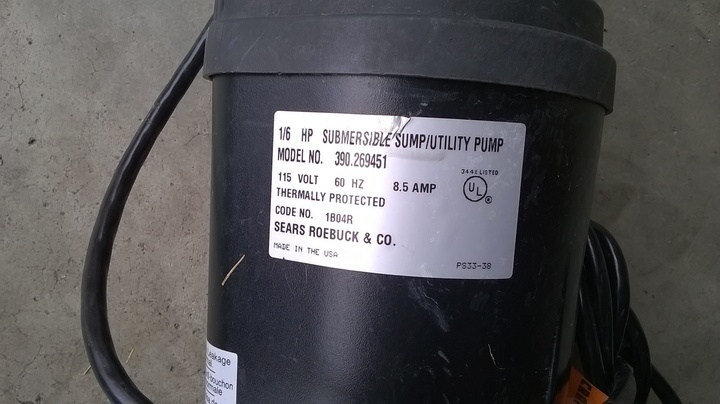 1/6 HP SUBMERSIBLE SUMP/UTILITY PUMP
MODEL NO. 390.269451
115 VOLT 60 HZ 8.5 AMP
THERMALLY PROTECTED
CODE NO. 1B04R
SEARS ROEBUCK & CO.
MADE IN THE USA
LISTED
UL
®
PS33-38
bouchon